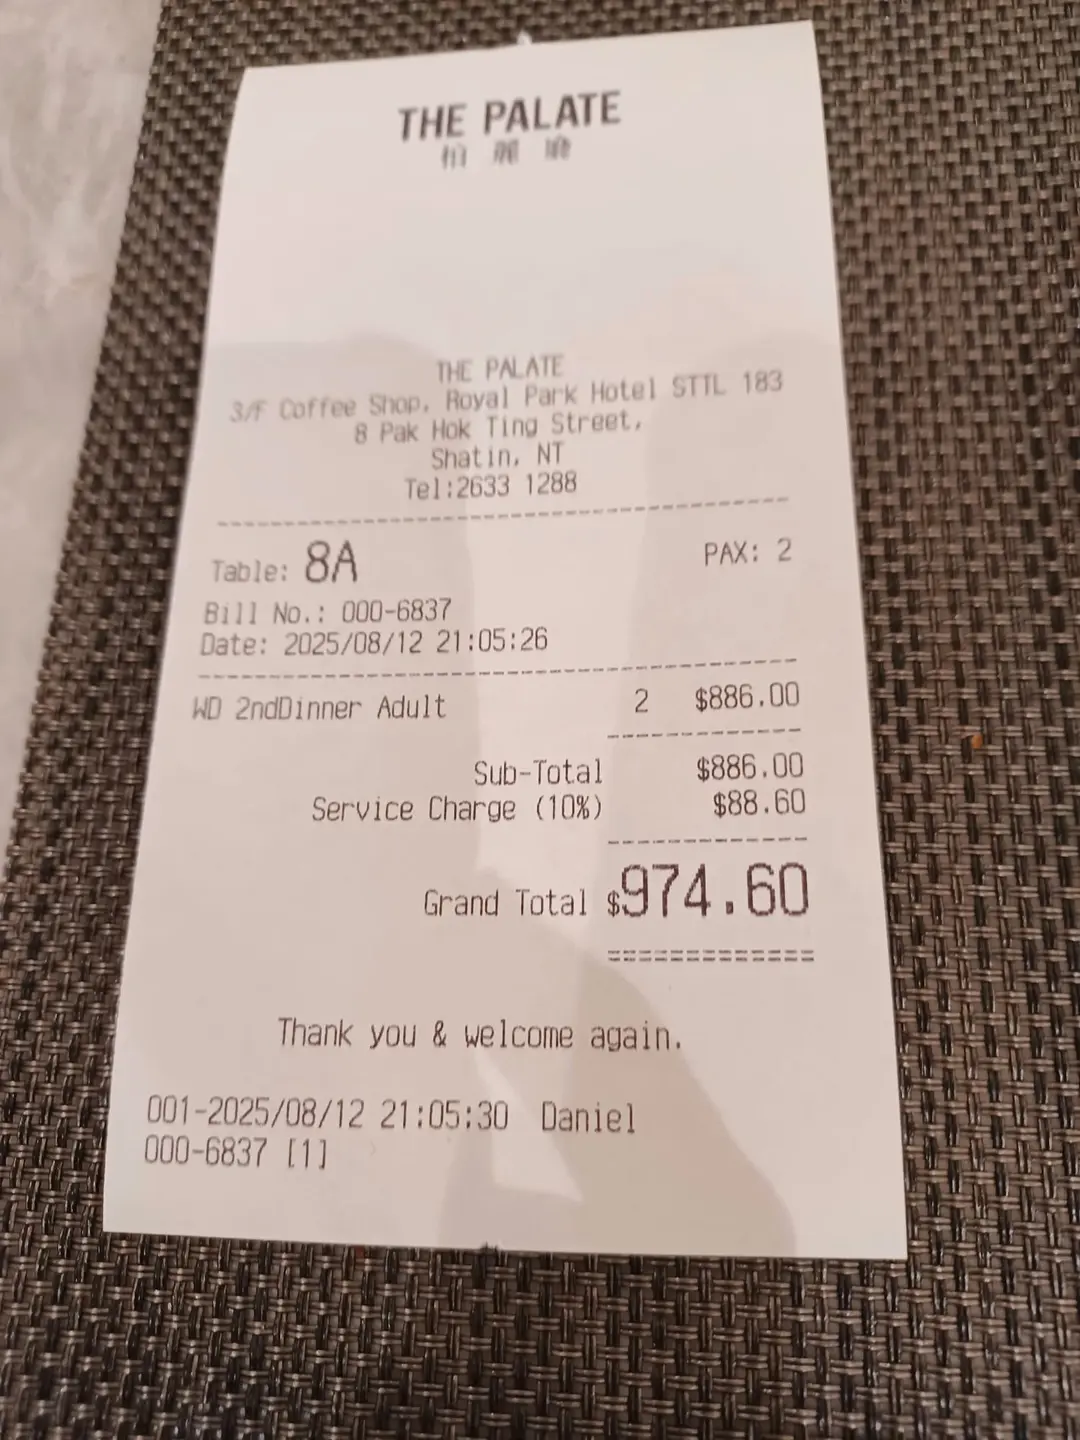 THE PALATE
柏 麗 廳
THE PALATE
3/F Coffee Shop, Royal Park Hotel STTL 183
8 Pak Hok Ting Street,
Shatin, NT
Tel:2633 1288
Table: 8A PAX: 2
Bill No.: 000-6837
Date: 2025/08/12 21:05:26
WD 2ndDinner Adult 2 $886.00
Sub-Total $886.00
Service Charge (10%) $88.60
Grand Total $974.60
Thank you & welcome again.
001-2025/08/12 21:05:30 Daniel
000-6837 [1]